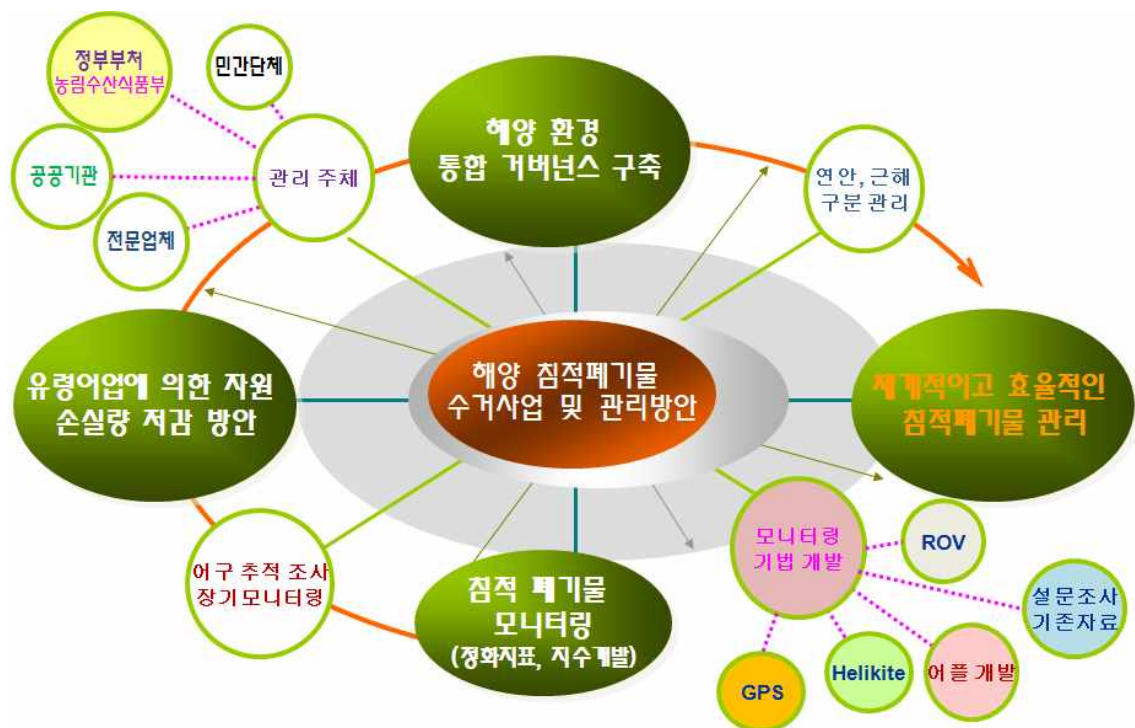 정부부처
농림수산식품부
민간단체
공공기관
전문업체
관리 주체
해양 환경
통합 거버넌스 구축
연안, 근해
구분 관리
유령어업에 의한 자원
손실량 저감 방안
해양 침적폐기물
수거사업 및 관리방안
체계적이고 효율적인
침적폐기물 관리
어구 추적 조사
장기모니터링
침적 폐기물
모니터링
(정화지표, 지수개발)
모니터링
기법 개발
ROV
설문조사
기존자료
어플 개발
Helikite
GPS